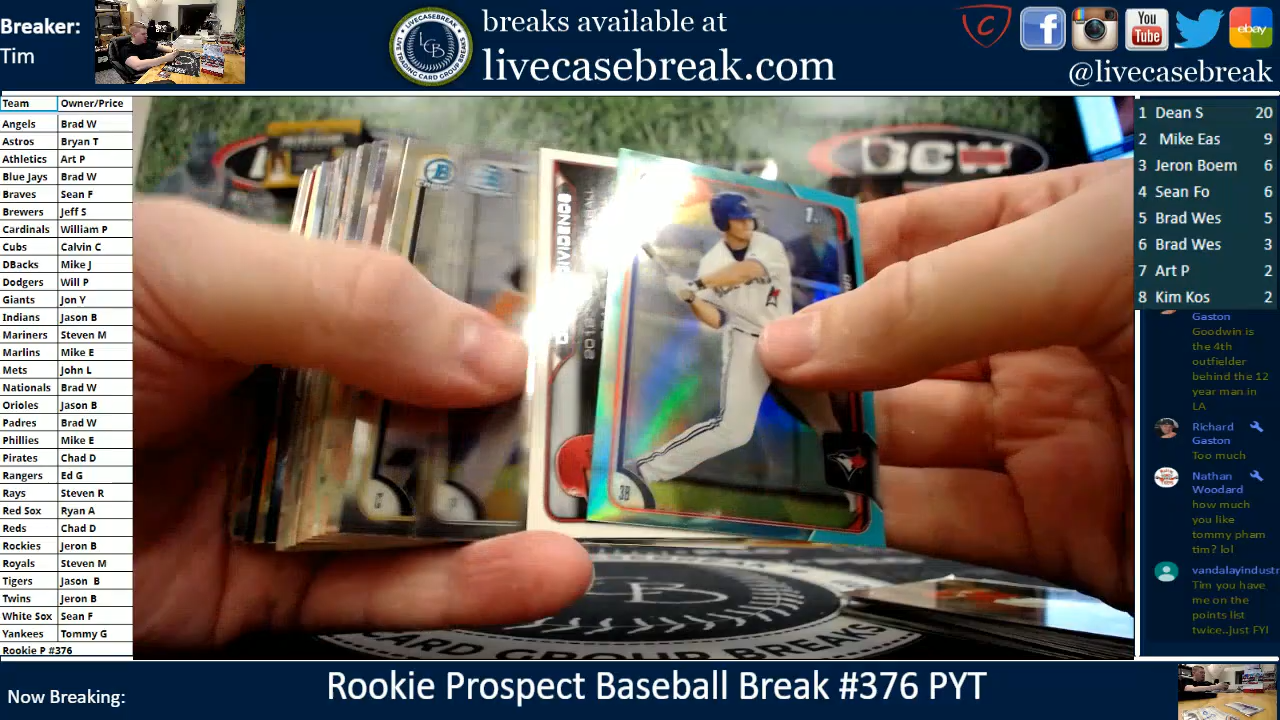 Breaker:
Tim
breaks available at
livecasebreak.com
@livecasebreak
You
Tube
ebay
LCB
Team Owner/Price
Angels Brad W
Astros Bryan T
Athletics Art P
Blue Jays Brad W
Braves Sean F
Brewers Jeff S
Cardinals William P
Cubs Calvin C
DBacks Mike J
Dodgers Will P
Giants Jon Y
Indians Jason B
Mariners Steven M
Marlins Mike E
Mets John L
Nationals Brad W
Orioles Jason B
Padres Brad W
Phillies Mike E
Pirates Chad D
Rangers Ed G
Rays Steven R
Red Sox Ryan A
Reds Chad D
Rockies Jeron B
Royals Steven M
Tigers Jason B
Twins Jeron B
White Sox Sean F
Yankees Tommy G
Rookie P #376
3B
1 Dean S 20
2 Mike Eas 9
3 Jeron Boem 6
4 Sean Fo 6
5 Brad Wes 5
6 Brad Wes 3
7 Art P 2
8 Kim Kos 2
Gaston
Goodwin is
the 4th
outfielder
behind the 12
year man in
LA
Richard
Gaston
Too much
Nathan
Woodard
how much
you like
tommy pham
tim? lol
vandalayindustr
Tim you have
me on the
points list
twice..just FYI
Now Breaking:
Rookie Prospect Baseball Break #376 PYT